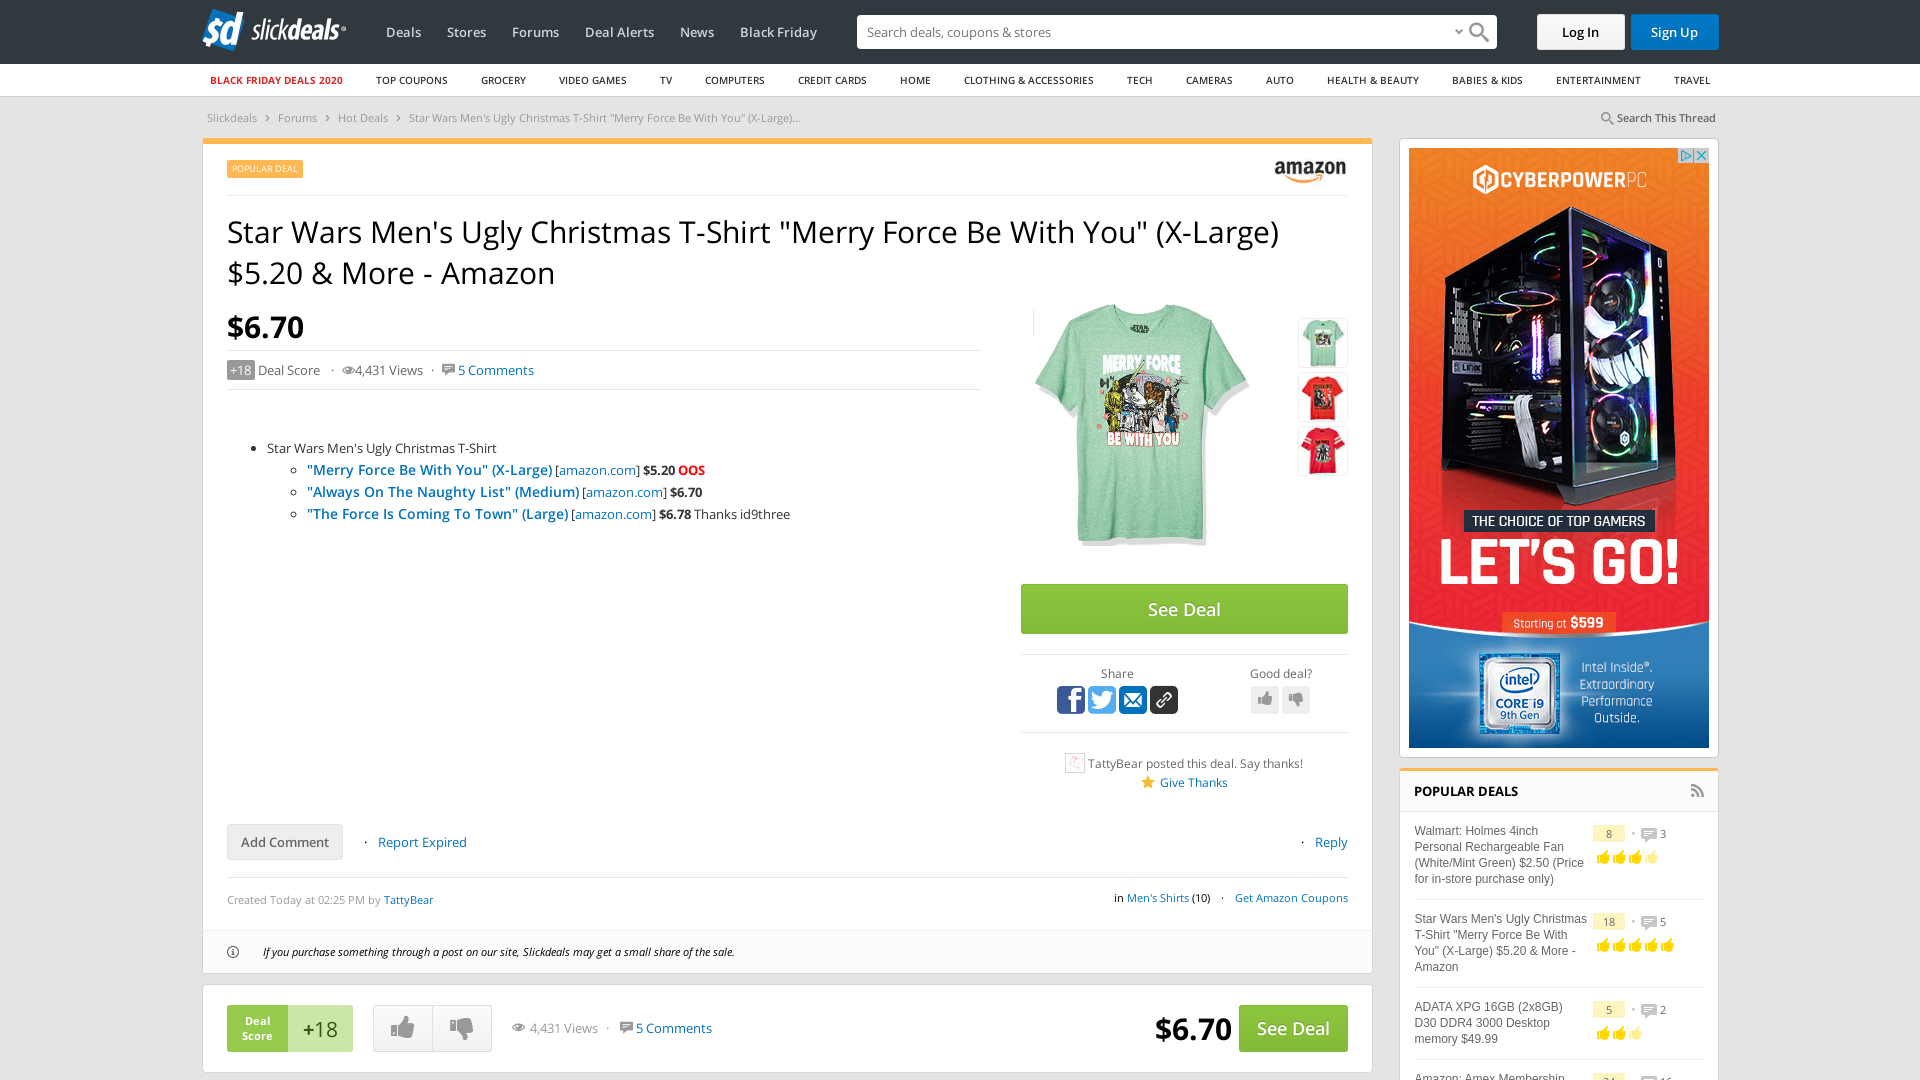 sd slickdeals
Deals Stores Forums Deal Alerts News Black Friday
Search deals, coupons & stores
Log In
Sign Up
BLACK FRIDAY DEALS 2020 TOP COUPONS GROCERY VIDEO GAMES TV COMPUTERS CREDIT CARDS HOME CLOTHING & ACCESSORIES TECH CAMERAS AUTO HEALTH & BEAUTY BABIES & KIDS ENTERTAINMENT TRAVEL
Slickdeals > Forums > Hot Deals > Star Wars Men's Ugly Christmas T-Shirt "Merry Force Be With You" (X-Large)...
Search This Thread
POPULAR DEAL
amazon
Star Wars Men's Ugly Christmas T-Shirt "Merry Force Be With You" (X-Large)
$5.20 & More - Amazon
$6.70
+18 Deal Score · 4,431 Views · 5 Comments
Star Wars Men's Ugly Christmas T-Shirt
"Merry Force Be With You" (X-Large) [amazon.com] $5.20 OOS
"Always On The Naughty List" (Medium) [amazon.com] $6.70
"The Force Is Coming To Town" (Large) [amazon.com] $6.78 Thanks id9three
STAR WARS
MERRY FORCE
BE WITH YOU
See Deal
Share
Good deal?
TattyBear posted this deal. Say thanks!
Give Thanks
Add Comment · Report Expired
· Reply
Created Today at 02:25 PM by TattyBear
in Men's Shirts (10) · Get Amazon Coupons
If you purchase something through a post on our site, Slickdeals may get a small share of the sale.
Deal
Score
+18
4,431 Views · 5 Comments
$6.70
See Deal
CYBERPOWERPC
THE CHOICE OF TOP GAMERS
LET'S GO!
Starting at $599
intel
CORE i9
9th Gen
Intel Inside®.
Extraordinary
Performance
Outside.
POPULAR DEALS
Walmart: Holmes 4inch
Personal Rechargeable Fan
(White/Mint Green) $2.50 (Price
for in-store purchase only)
8 · 3
Star Wars Men's Ugly Christmas
T-Shirt "Merry Force Be With
You" (X-Large) $5.20 & More -
Amazon
18 · 5
ADATA XPG 16GB (2x8GB)
D30 DDR4 3000 Desktop
memory $49.99
5 · 2
Amazon: Amex Membership